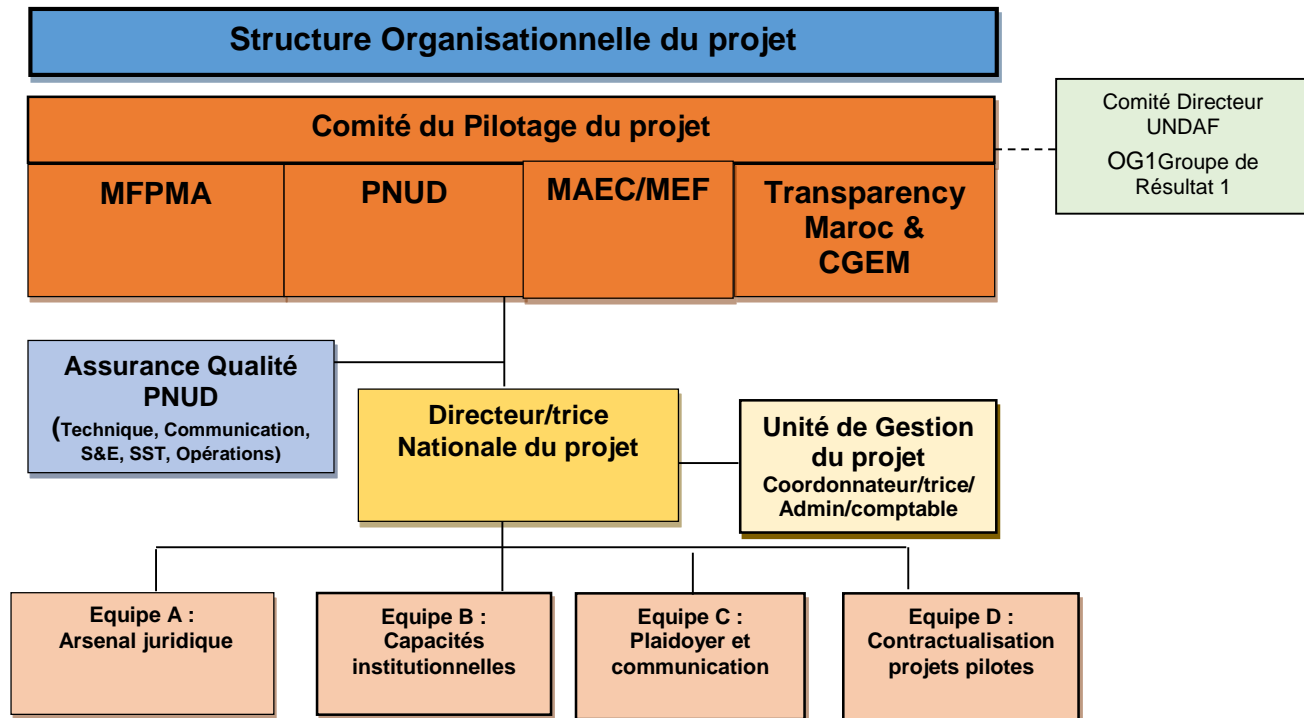 Structure Organisationnelle du projet
Comité du Pilotage du projet
MFPMA
PNUD
MAEC/MEF
Transparency
Maroc &
CGEM
Comité Directeur
UNDAF
OG1Groupe de
Résultat 1
Assurance Qualité
PNUD
(Technique, Communication,
S&E, SST, Opérations)
Directeur/trice
Nationale du projet
Unité de Gestion
du projet
Coordonnateur/trice/
Admin/comptable
Equipe A :
Arsenal juridique
Equipe B :
Capacités
institutionnelles
Equipe C :
Plaidoyer et
communication
Equipe D :
Contractualisation
projets pilotes